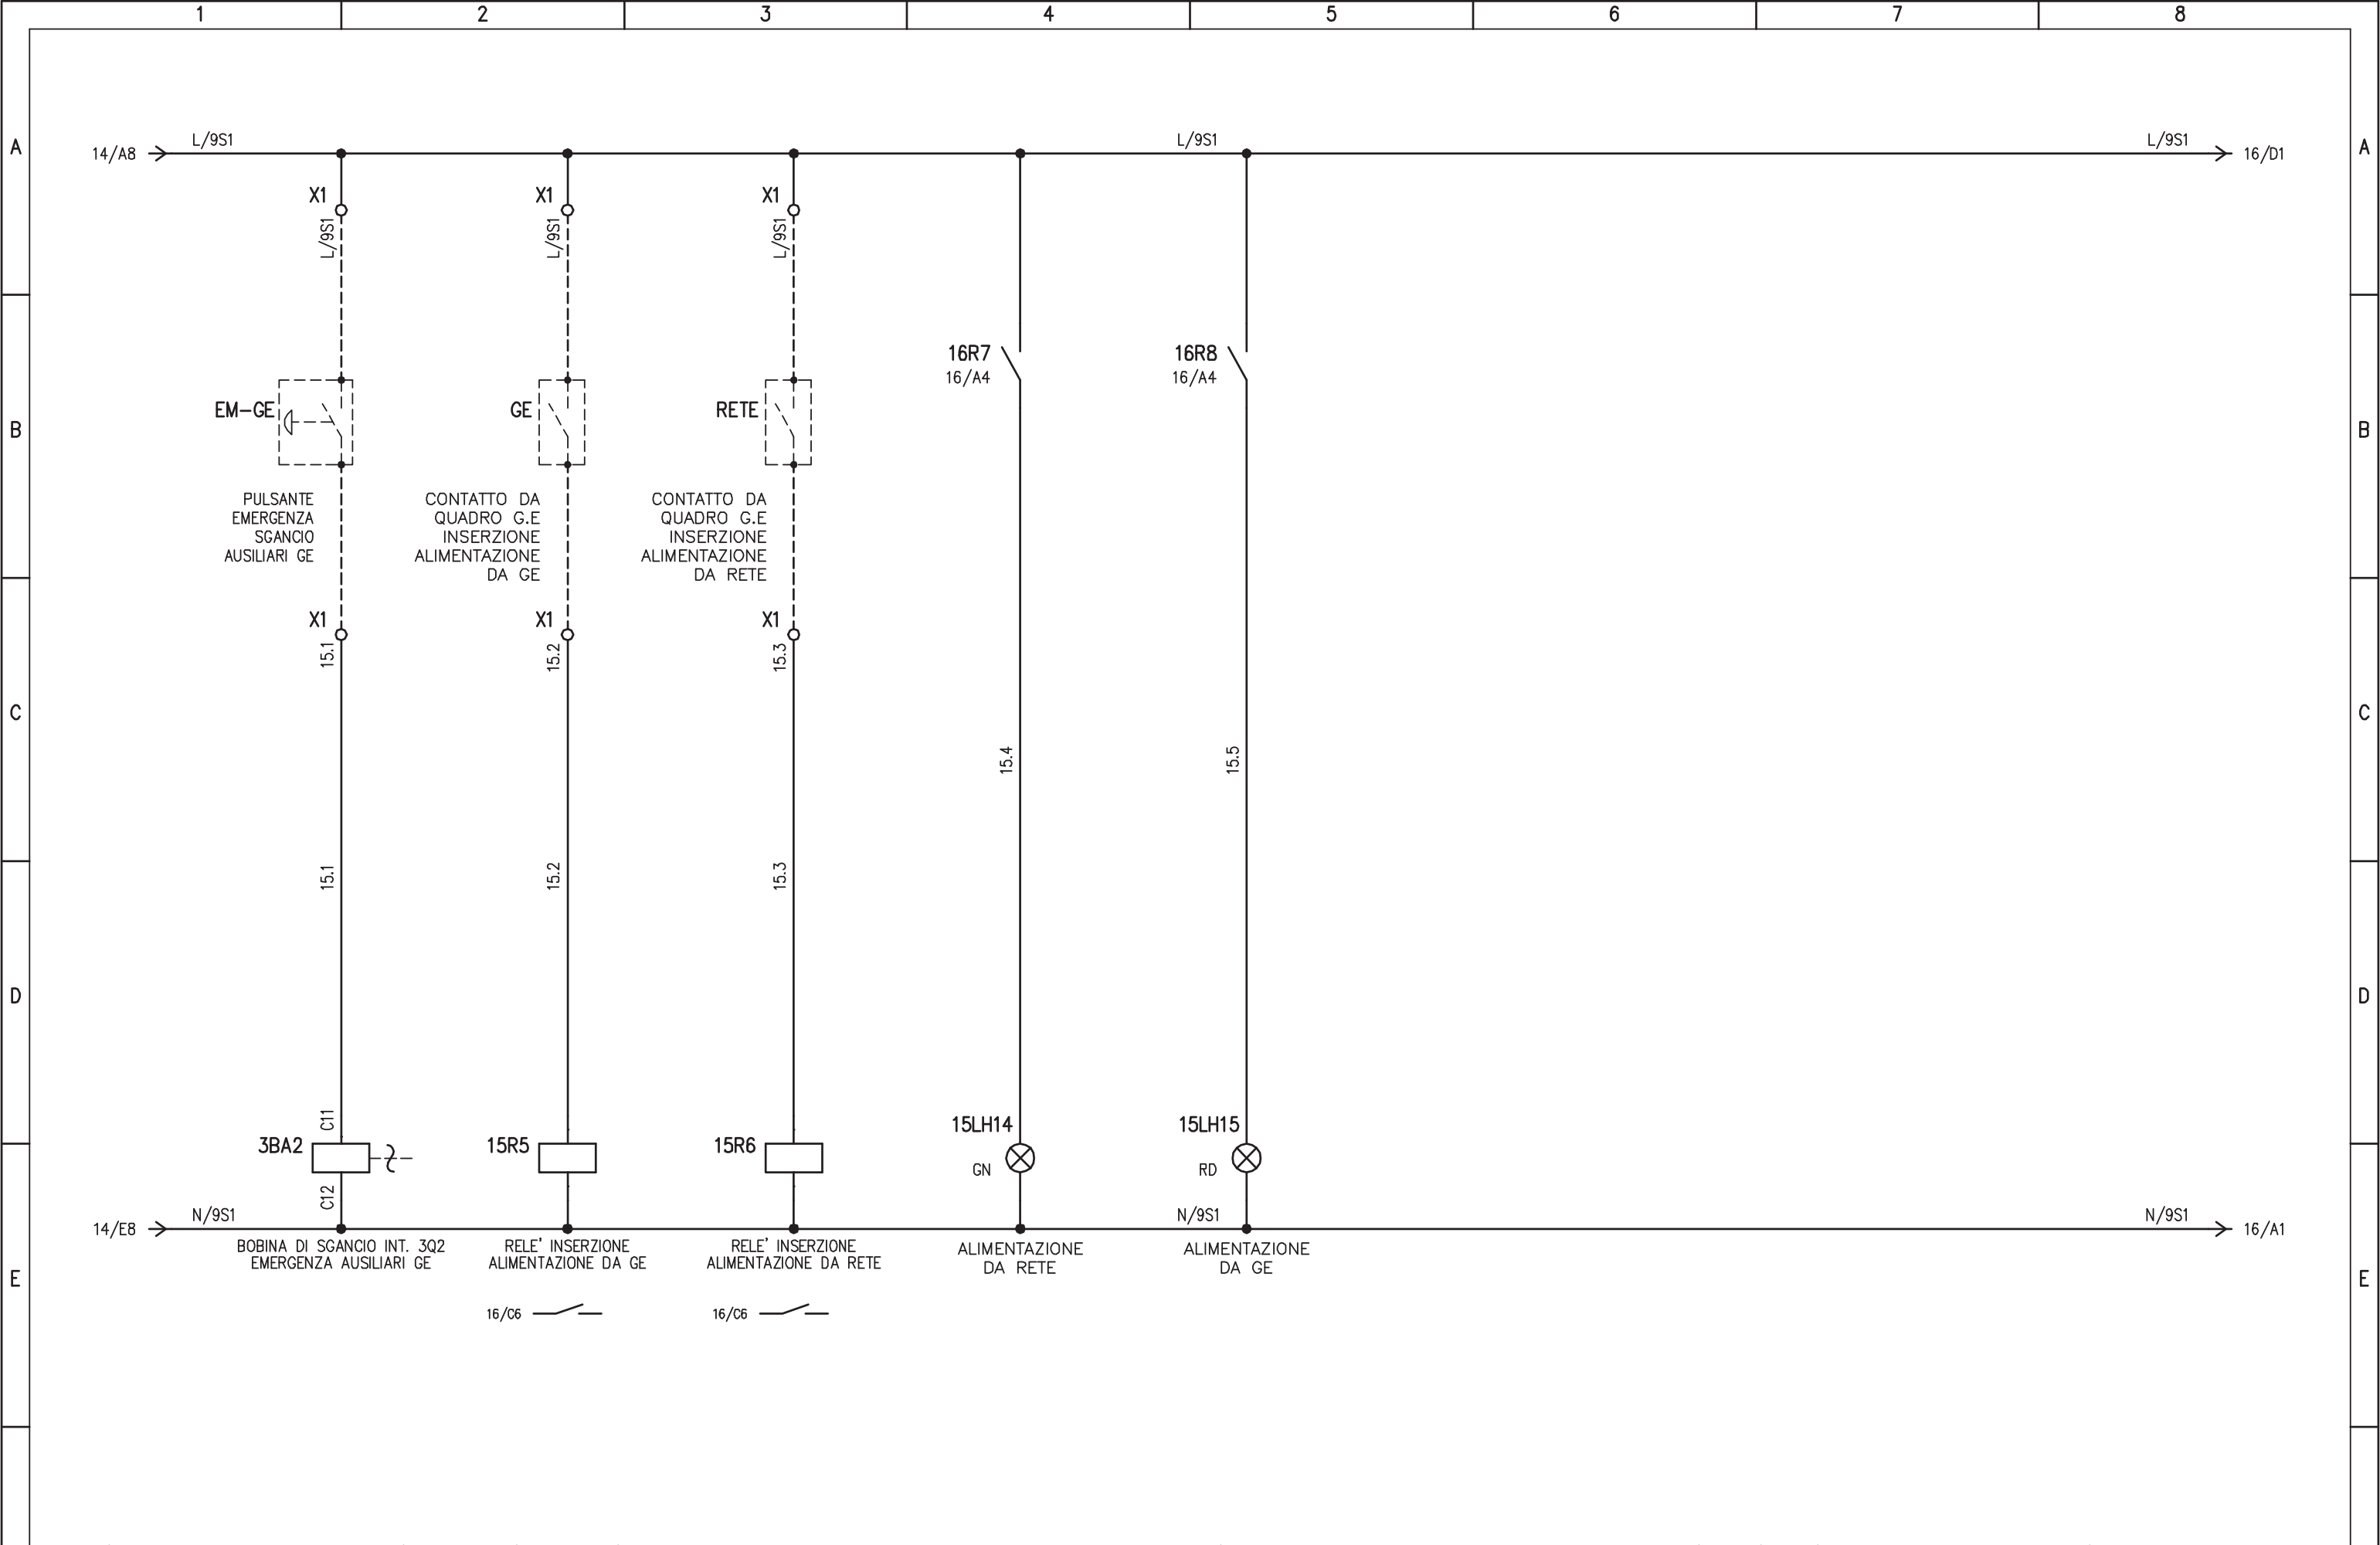 1 2 3 4 5 6 7 8
A A
14/A8 L/9S1 L/9S1 L/9S1 16/D1
X1 X1 X1
L/9S1 L/9S1 L/9S1
16R7 16R8
16/A4 16/A4
EM-GE GE RETE
B B
PULSANTE
EMERGENZA
SGANCIO
AUSILIARI GE
CONTATTO DA
QUADRO G.E
INSERZIONE
ALIMENTAZIONE
DA GE
CONTATTO DA
QUADRO G.E
INSERZIONE
ALIMENTAZIONE
DA RETE
X1 X1 X1
15.1 15.2 15.3
C C
15.4 15.5
15.1 15.2 15.3
D D
C11
15LH14 15LH15
3BA2 15R5 15R6
GN RD
C12
14/E8 N/9S1 N/9S1 N/9S1 16/A1
BOBINA DI SGANCIO INT. 3Q2
EMERGENZA AUSILIARI GE
RELE' INSERZIONE
ALIMENTAZIONE DA GE
RELE' INSERZIONE
ALIMENTAZIONE DA RETE
ALIMENTAZIONE
DA RETE
ALIMENTAZIONE
DA GE
E E
16/C6 16/C6